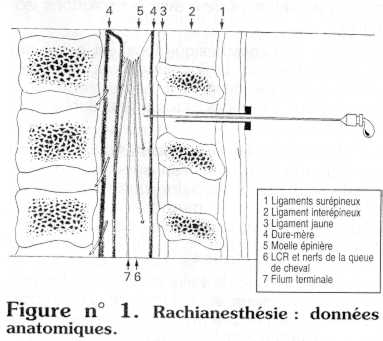 4 5 4 3 2 1
1 Ligaments surépineux
2 Ligament interépineux
3 Ligament jaune
4 Dure-mère
5 Moelle épinière
6 LCR et nerfs de la queue
de cheval
7 Filum terminale
7 6
Figure n° 1. Rachianesthésie : données
anatomiques.